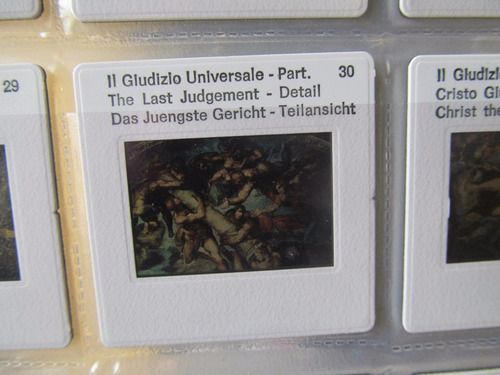 29
Il Giudizio Universale - Part. 30
The Last Judgement - Detail
Das Juengste Gericht - Teilansicht
Il Giudizi
Cristo Gi
Christ the